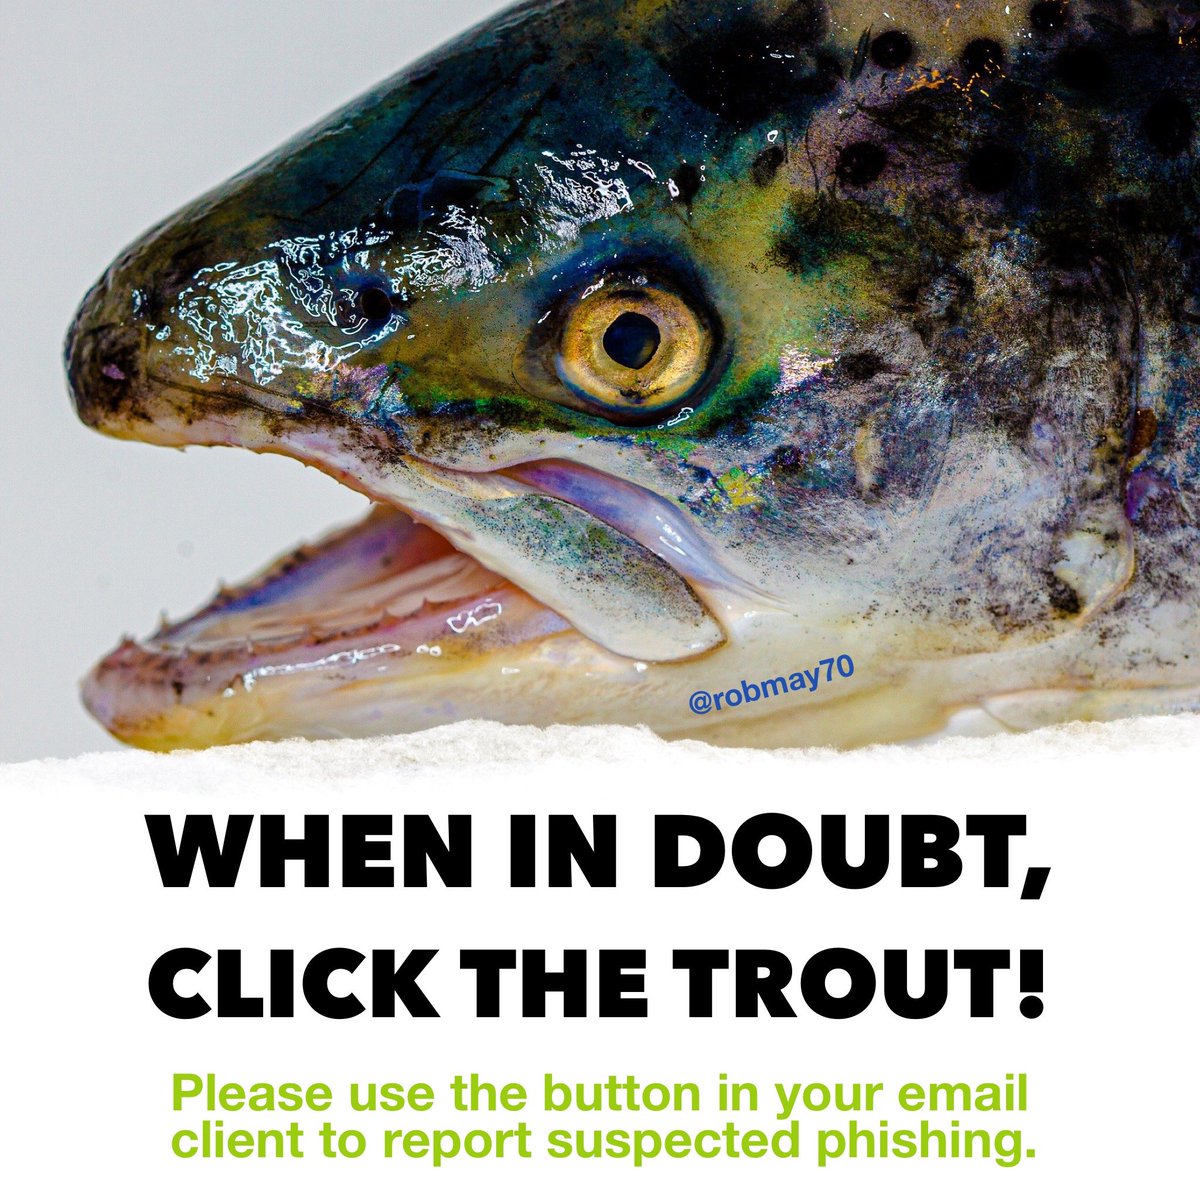 @robmay70
WHEN IN DOUBT,
CLICK THE TROUT!
Please use the button in your email
client to report suspected phishing.